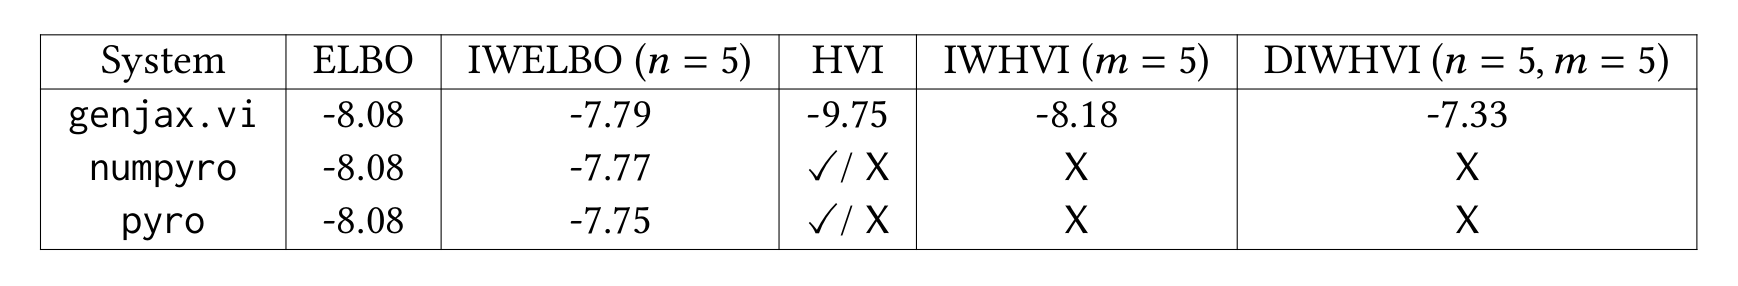 System ELBO IWELBO (n = 5) HVI IWHVI (m = 5) DIWHVI (n = 5, m = 5)
genjax.vi -8.08 -7.79 -9.75 -8.18 -7.33
numpyro -8.08 -7.77 ✓/ X X X
pyro -8.08 -7.75 ✓/ X X X